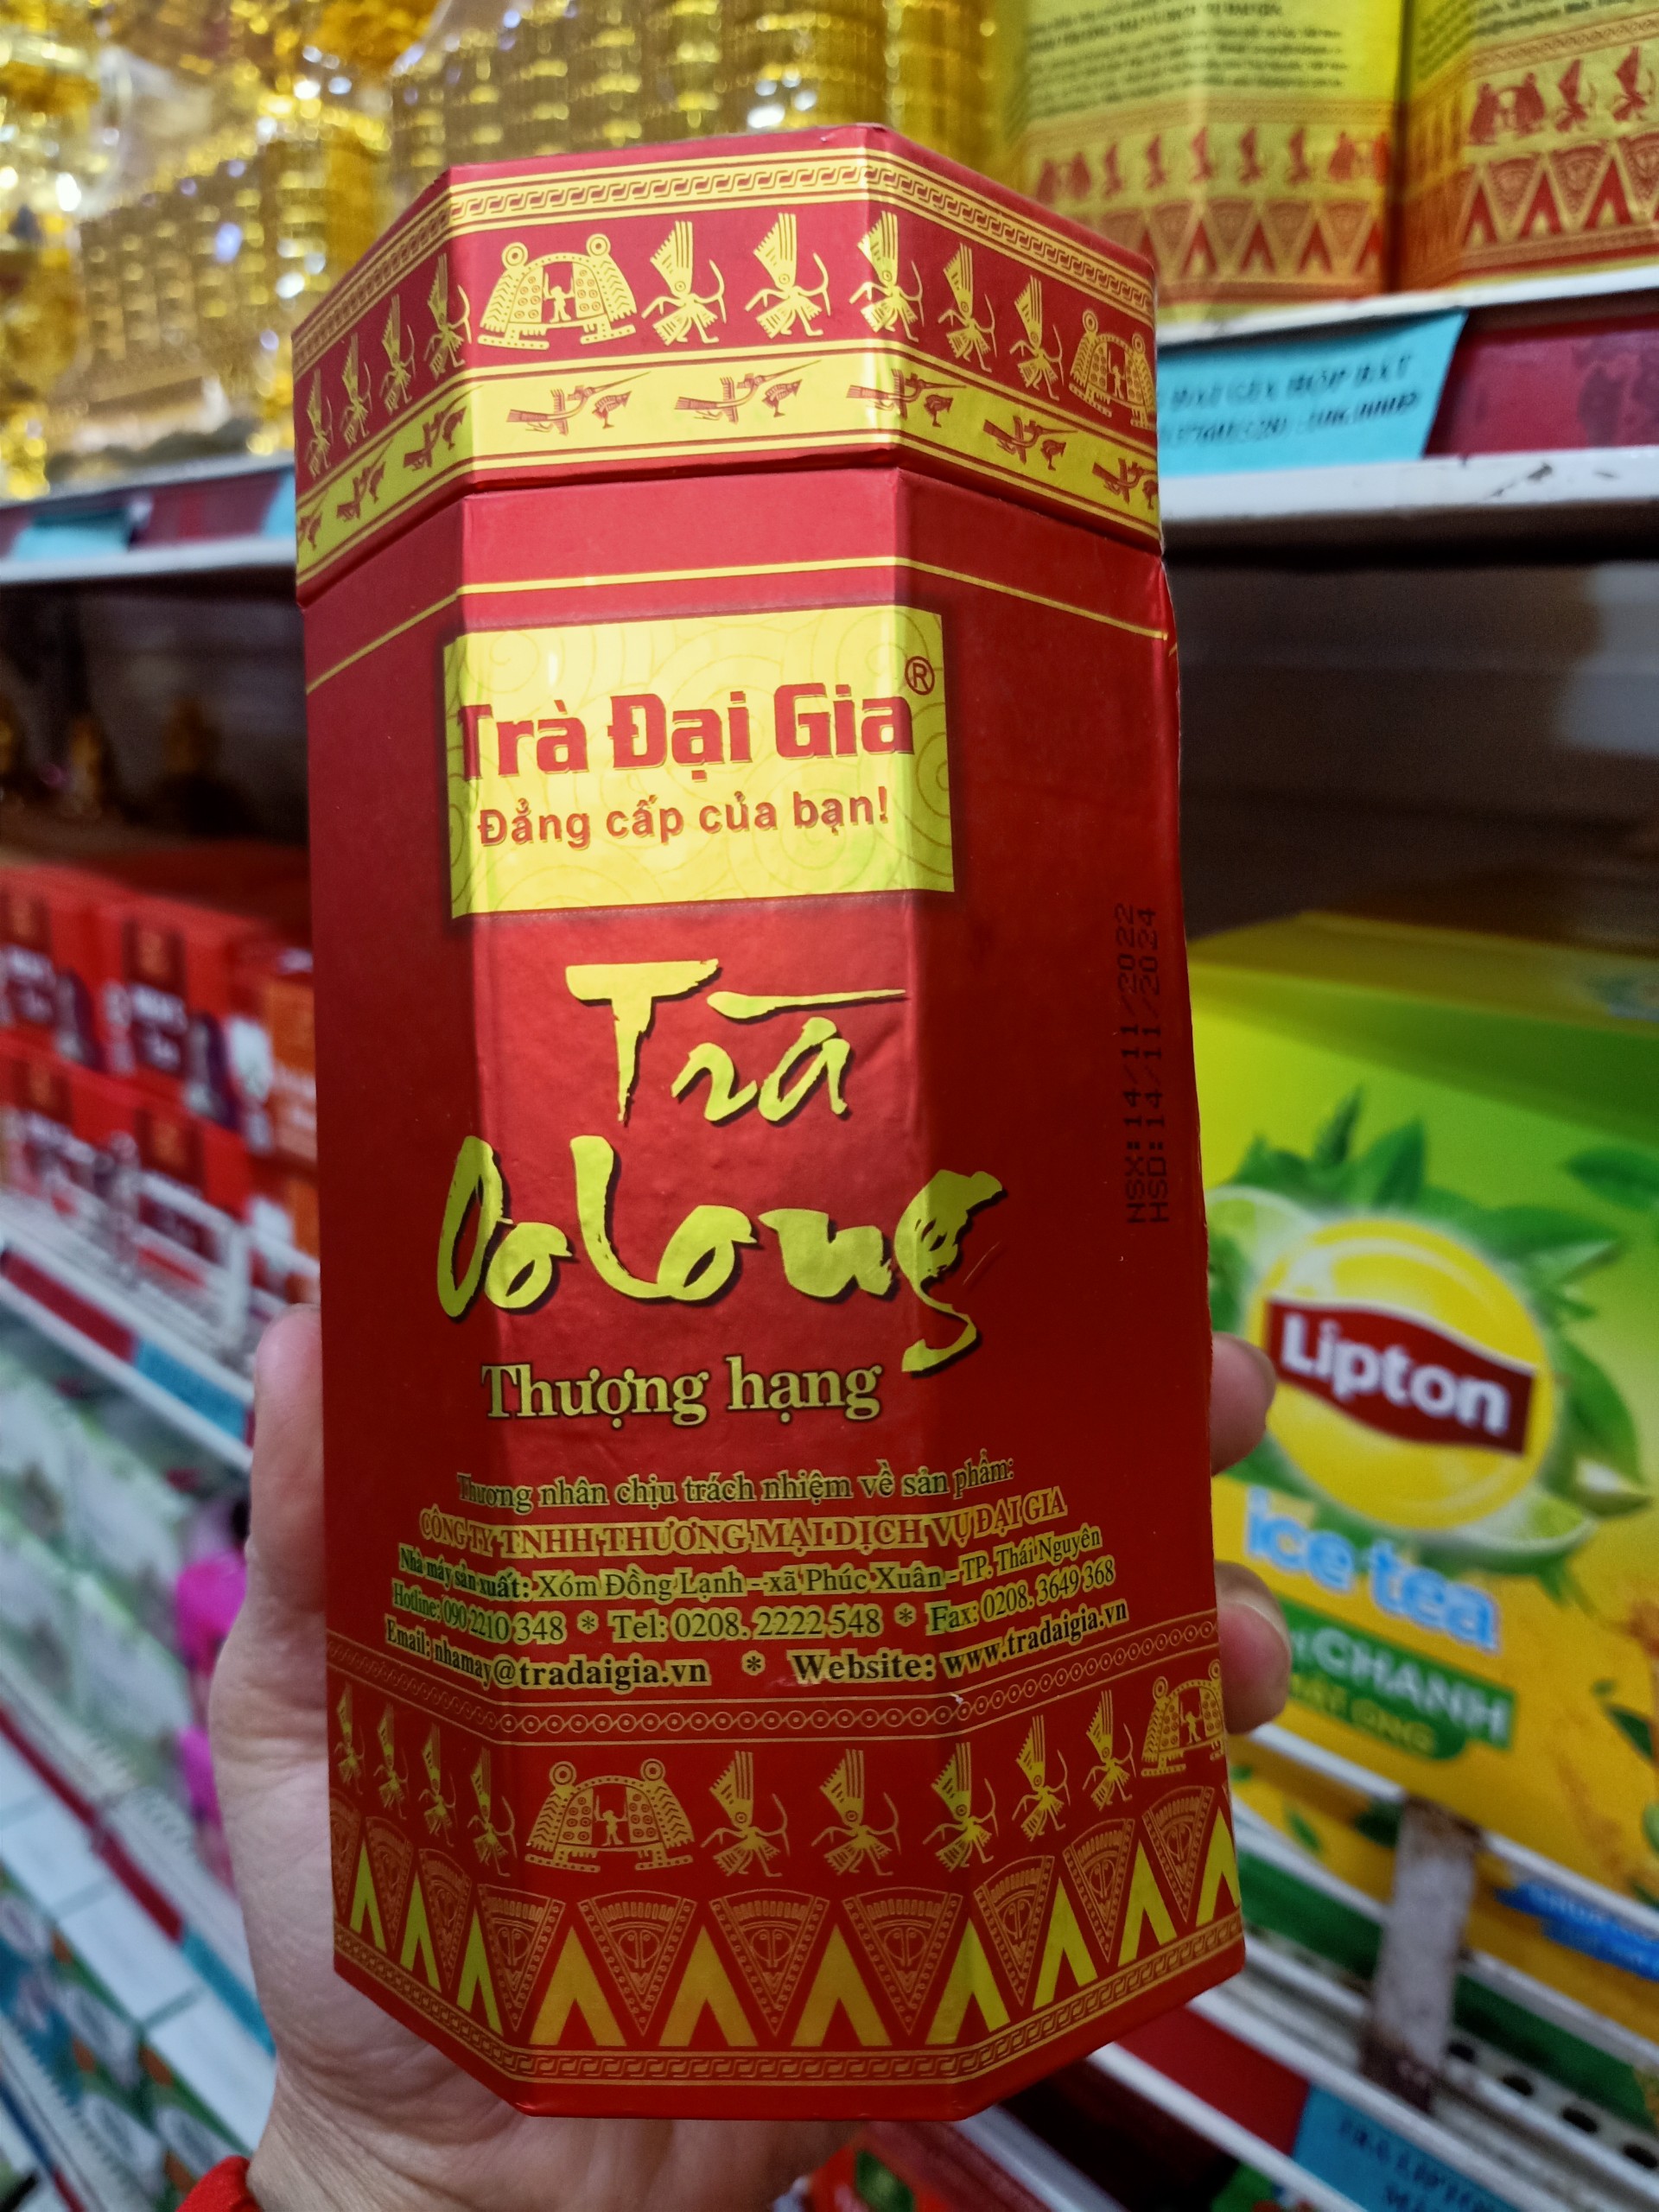 Trà Đại Gia®
Đẳng cấp của bạn!
Trà
Oolong
Thượng hạng
Thương nhân chịu trách nhiệm về sản phẩm:
CÔNG TY TNHH THƯƠNG MẠI DỊCH VỤ ĐẠI GIA
Nhà máy sản xuất: Xóm Đồng Lạnh - xã Phúc Xuân - TP. Thái Nguyên
Hotline: 090 2210 348 * Tel: 0208. 2222 548 * Fax: 0208. 3649 368
Email: nhamay@tradaigia.vn * Website: www.tradaigia.vn
NSX: 14/11/2022
HSD: 14/11/2024
Lipton
ice tea
CHANH